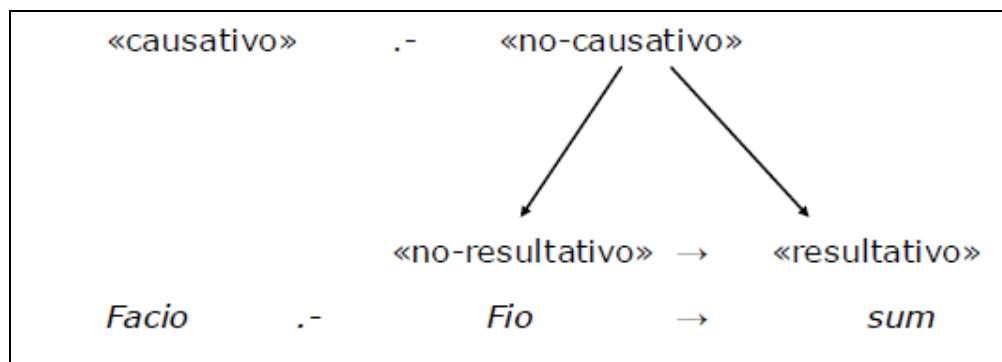 «causativo» .- «no-causativo»
«no-resultativo» → «resultativo»
Facio .- Fio → sum